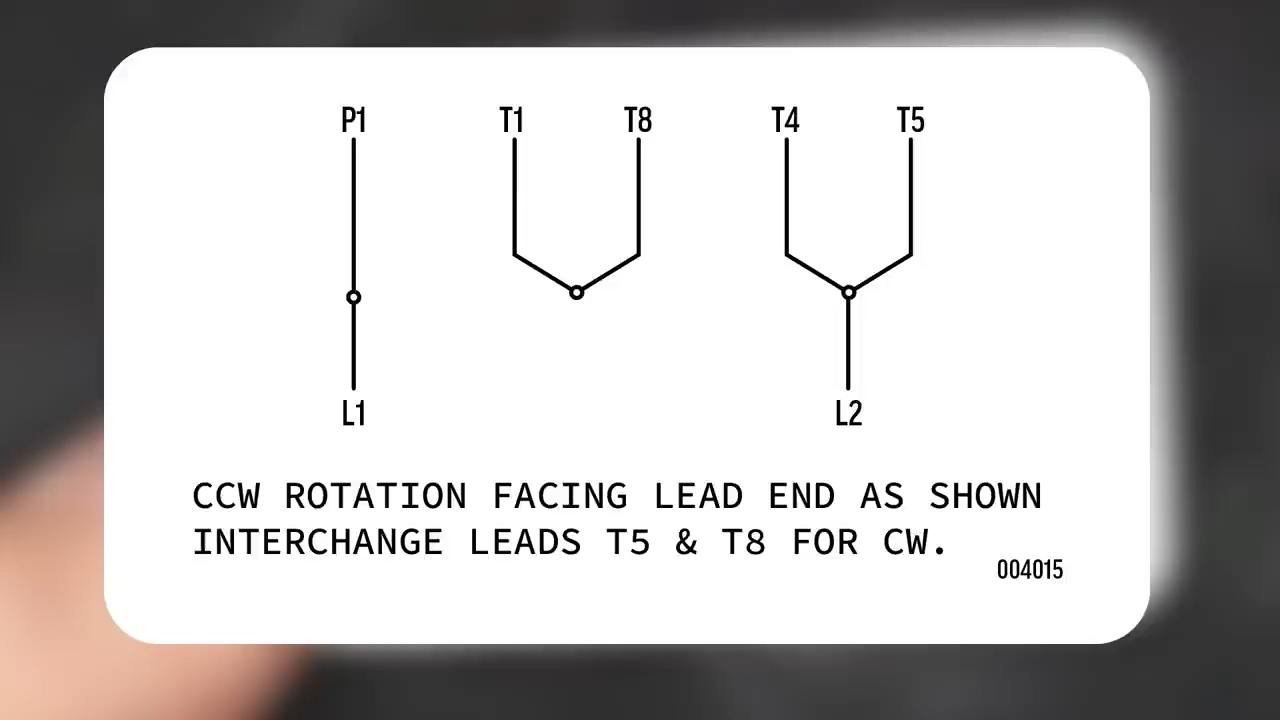 P1 T1 T8 T4 T5
L1 L2
CCW ROTATION FACING LEAD END AS SHOWN
INTERCHANGE LEADS T5 & T8 FOR CW.
004015